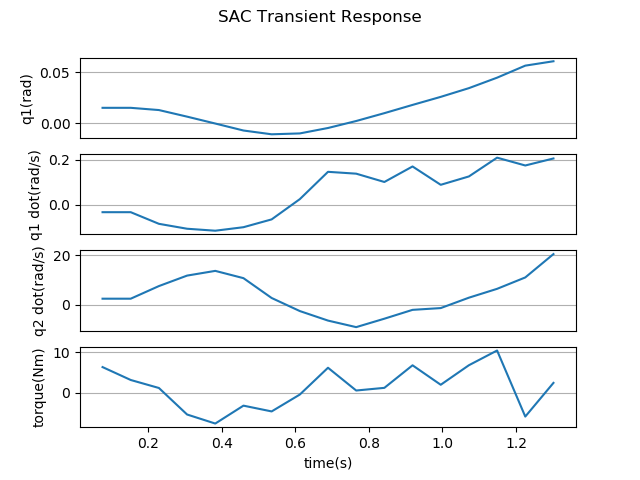 SAC Transient Response
q1(rad)
0.05
0.00
q1 dot(rad/s)
0.2
0.0
q2 dot(rad/s)
20
0
torque(Nm)
10
0
0.2 0.4 0.6 0.8 1.0 1.2
time(s)